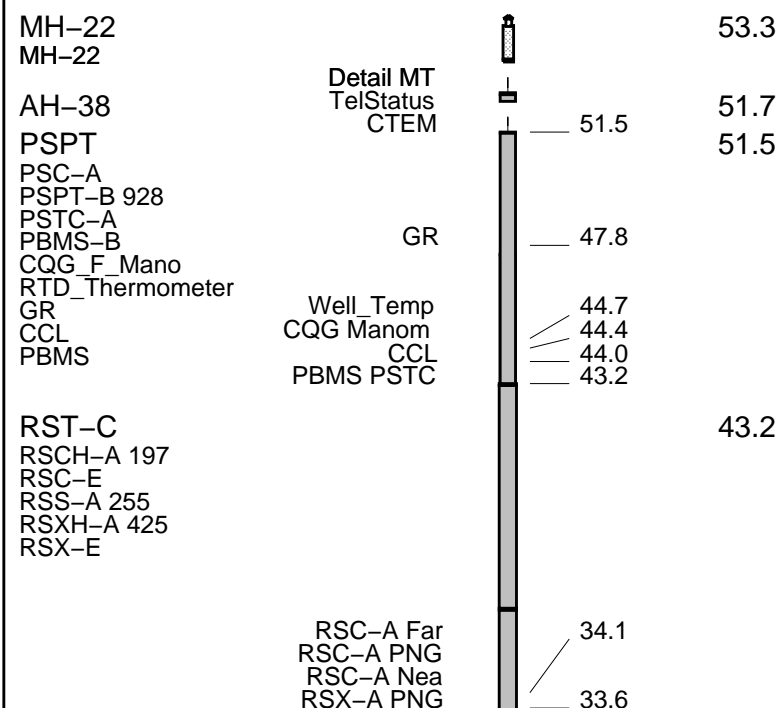 MH−22 53.3
MH−22
Detail MT
TelStatus
AH−38 51.7
CTEM 51.5
PSPT 51.5
PSC−A
PSPT−B 928
PSTC−A
PBMS−B
GR 47.8
CQG_F_Mano
RTD_Thermometer
GR
Well_Temp 44.7
CCL
CQG Manom 44.4
PBMS
CCL 44.0
PBMS PSTC 43.2
RST−C 43.2
RSCH−A 197
RSC−E
RSS−A 255
RSXH−A 425
RSX−E
RSC−A Far 34.1
RSC−A PNG
RSC−A Nea
RSX−A PNG 33.6